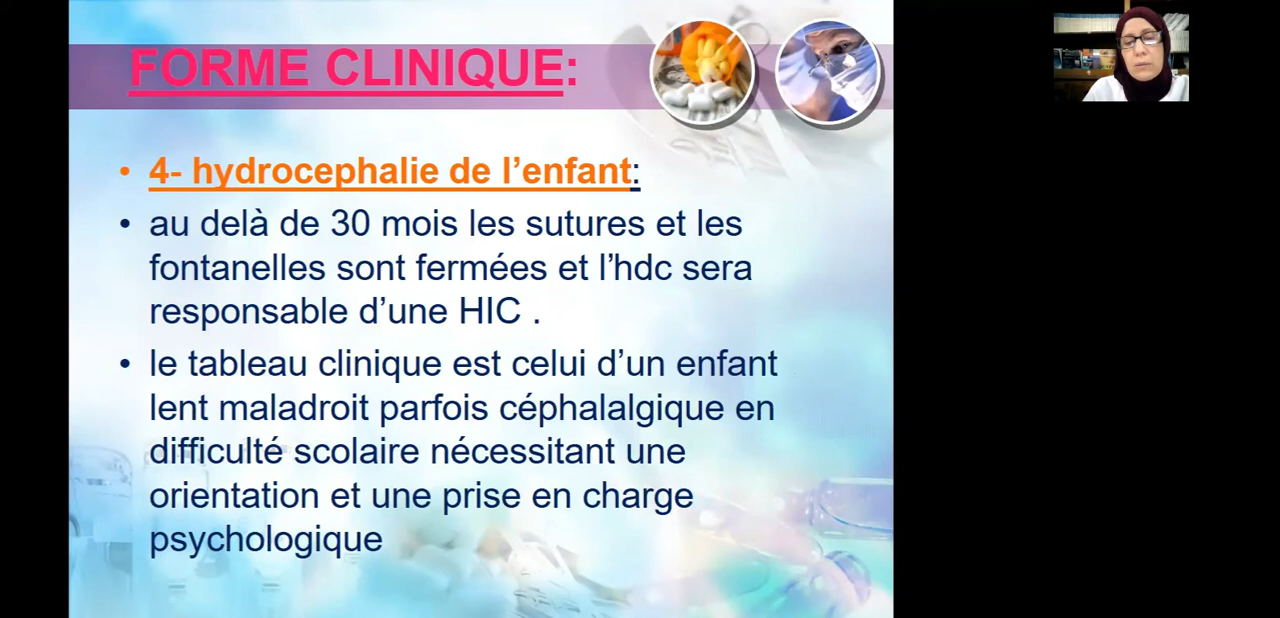 FORME CLINIQUE:
• 4- hydrocephalie de l’enfant:
• au delà de 30 mois les sutures et les
fontanelles sont fermées et l’hdc sera
responsable d’une HIC .
• le tableau clinique est celui d’un enfant
lent maladroit parfois céphalalgique en
difficulté scolaire nécessitant une
orientation et une prise en charge
psychologique